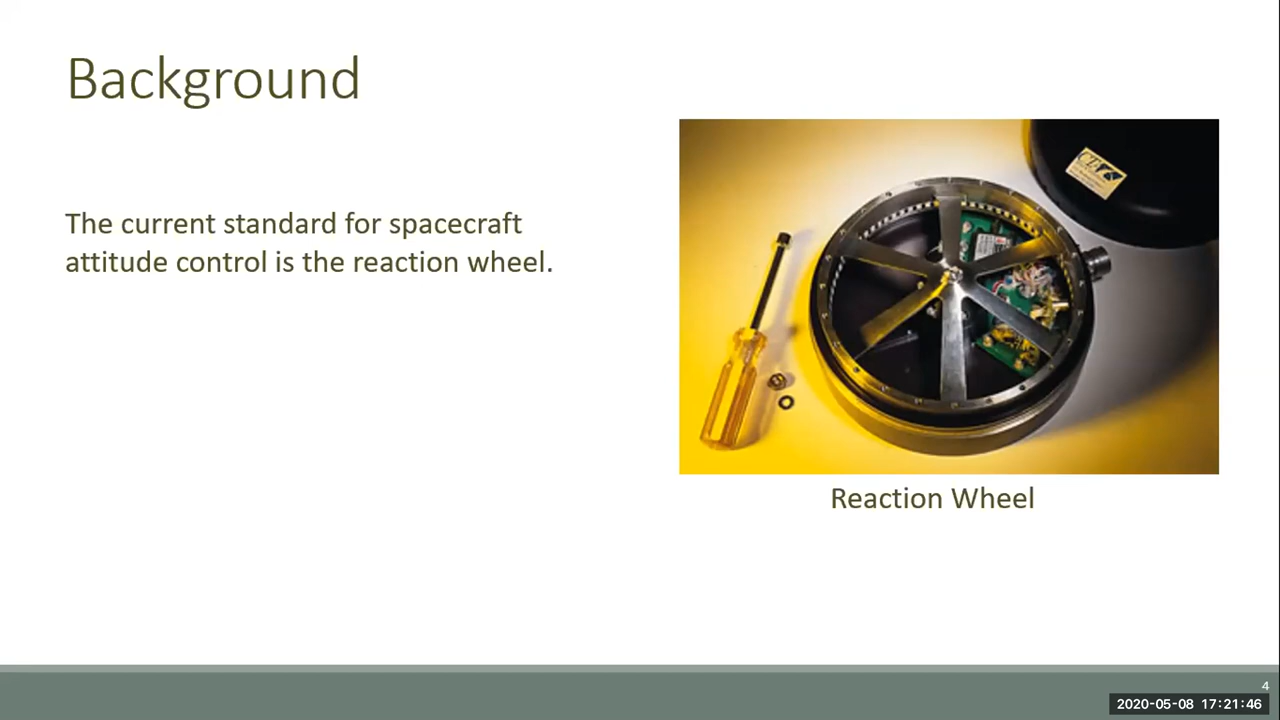 Background
The current standard for spacecraft
attitude control is the reaction wheel.
Reaction Wheel
4
2020-05-08 17:21:46